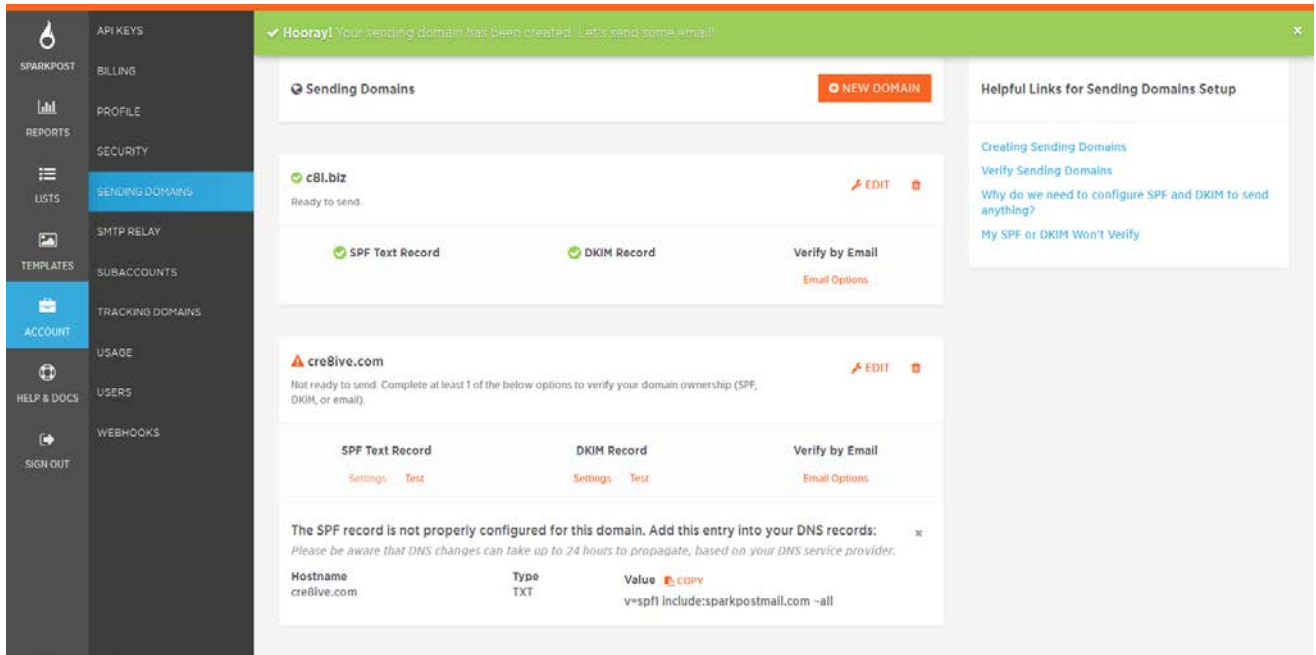 SPARKPOST
REPORTS
LISTS
TEMPLATES
ACCOUNT
HELP & DOCS
SIGN OUT
API KEYS
BILLING
PROFILE
SECURITY
SENDING DOMAINS
SMTP RELAY
SUBACCOUNTS
TRACKING DOMAINS
USAGE
USERS
WEBHOOKS
Hooray! Your sending domain has been created. Let's send some email!
Sending Domains
NEW DOMAIN
c8l.biz
EDIT
Ready to send.
SPF Text Record
DKIM Record
Verify by Email
Email Options
cre8ive.com
EDIT
Not ready to send. Complete at least 1 of the below options to verify your domain ownership (SPF,
DKIM, or email).
SPF Text Record
DKIM Record
Verify by Email
Settings Test
Settings Test
Email Options
The SPF record is not properly configured for this domain. Add this entry into your DNS records:
Please be aware that DNS changes can take up to 24 hours to propagate, based on your DNS service provider.
Hostname
Type
Value COPY
cre8ive.com
TXT
v=spf1 include:sparkpostmail.com ~all
Helpful Links for Sending Domains Setup
Creating Sending Domains
Verify Sending Domains
Why do we need to configure SPF and DKIM to send
anything?
My SPF or DKIM Won't Verify